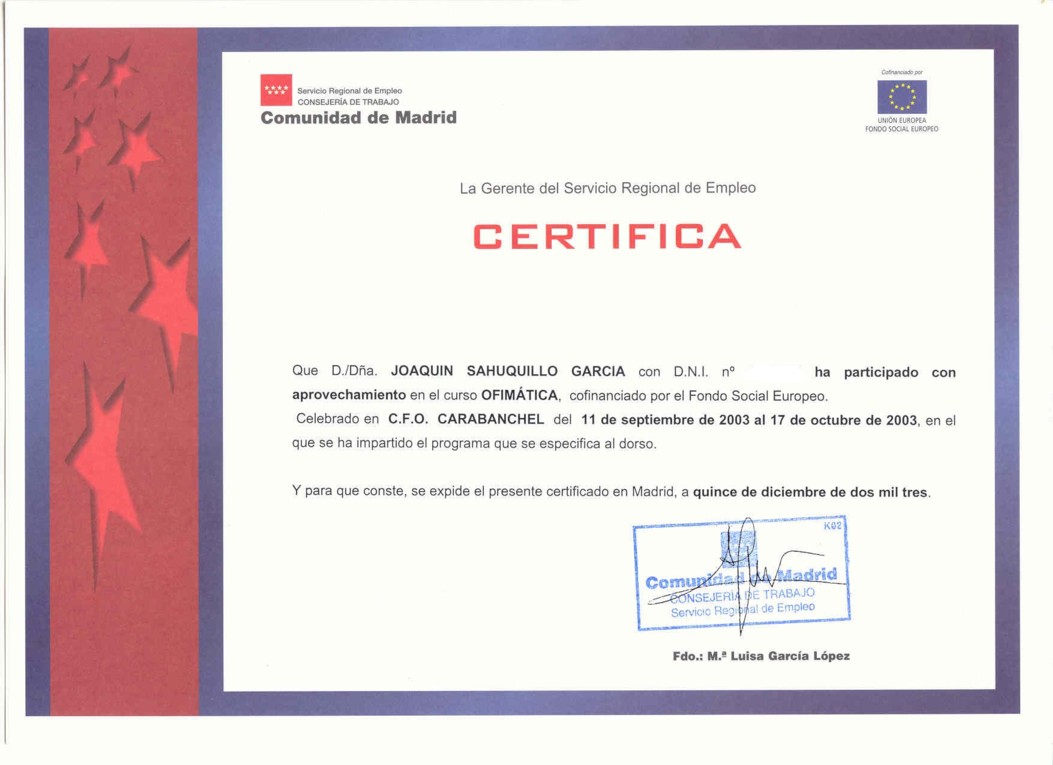 Servicio Regional de Empleo
CONSEJERÍA DE TRABAJO
Comunidad de Madrid
Cofinanciado por
UNIÓN EUROPEA
FONDO SOCIAL EUROPEO
La Gerente del Servicio Regional de Empleo
CERTIFICA
Que D./Dña. JOAQUIN SAHUQUILLO GARCIA con D.N.I. nº ha participado con
aprovechamiento en el curso OFIMÁTICA, cofinanciado por el Fondo Social Europeo.
Celebrado en C.F.O. CARABANCHEL del 11 de septiembre de 2003 al 17 de octubre de 2003, en el
que se ha impartido el programa que se especifica al dorso.
Y para que conste, se expide el presente certificado en Madrid, a quince de diciembre de dos mil tres.
K02
Comunidad de Madrid
CONSEJERÍA DE TRABAJO
Servicio Regional de Empleo
Fdo.: M.ª Luisa García López